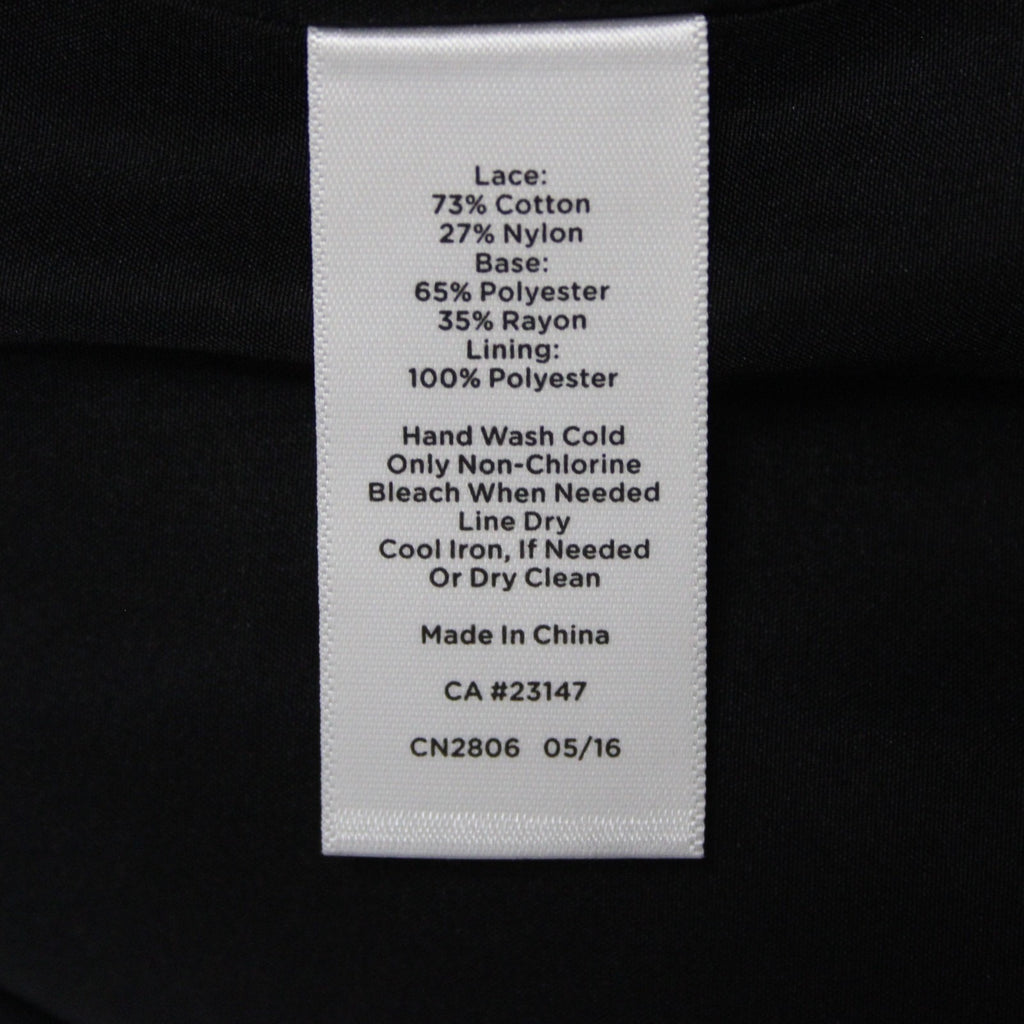 Lace:
73% Cotton
27% Nylon
Base:
65% Polyester
35% Rayon
Lining:
100% Polyester
Hand Wash Cold
Only Non-Chlorine
Bleach When Needed
Line Dry
Cool Iron, If Needed
Or Dry Clean
Made In China
CA #23147
CN2806 05/16